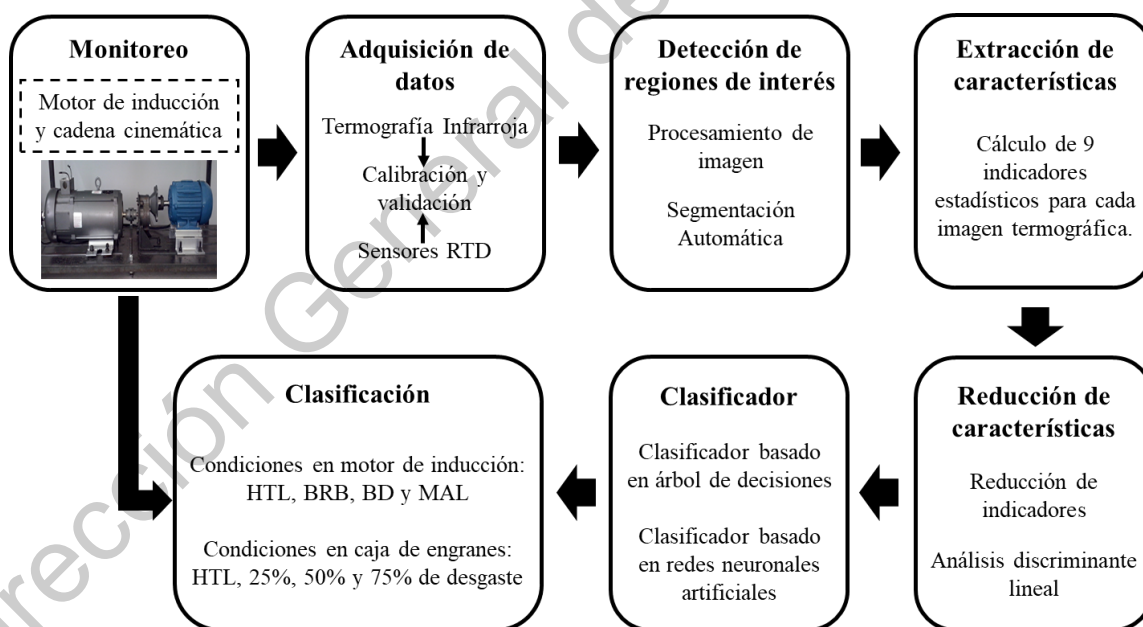 Monitoreo
Motor de inducción
y cadena cinemática
Adquisición de
datos
Termografía Infrarroja
Calibración y
validación
Sensores RTD
Detección de
regiones de interés
Procesamiento de
imagen
Segmentación
Automática
Extracción de
características
Cálculo de 9
indicadores
estadísticos para cada
imagen termográfica.
Reducción de
características
Reducción de
indicadores
Análisis discriminante
lineal
Clasificador
Clasificador basado
en árbol de decisiones
Clasificador basado
en redes neuronales
artificiales
Clasificación
Condiciones en motor de inducción:
HTL, BRB, BD y MAL
Condiciones en caja de engranes:
HTL, 25%, 50% y 75% de desgaste
irección General de